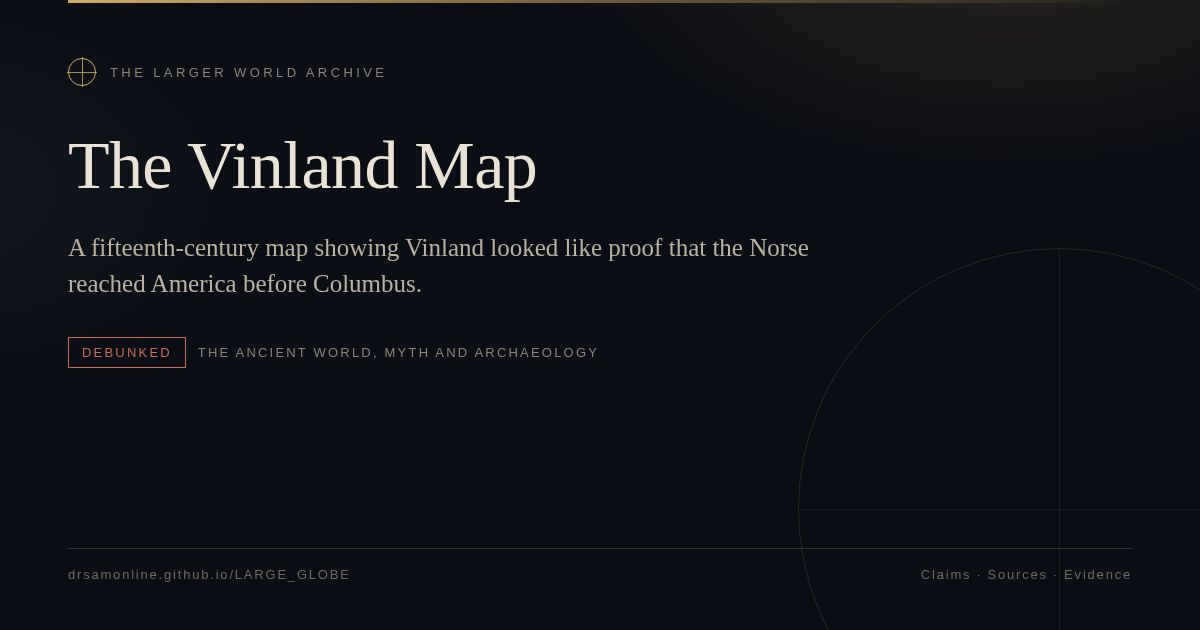 THE LARGER WORLD ARCHIVE
The Vinland Map
A fifteenth-century map showing Vinland looked like proof that the Norse
reached America before Columbus.
DEBUNKED THE ANCIENT WORLD, MYTH AND ARCHAEOLOGY
drsamonline.github.io/LARGE_GLOBE
Claims · Sources · Evidence